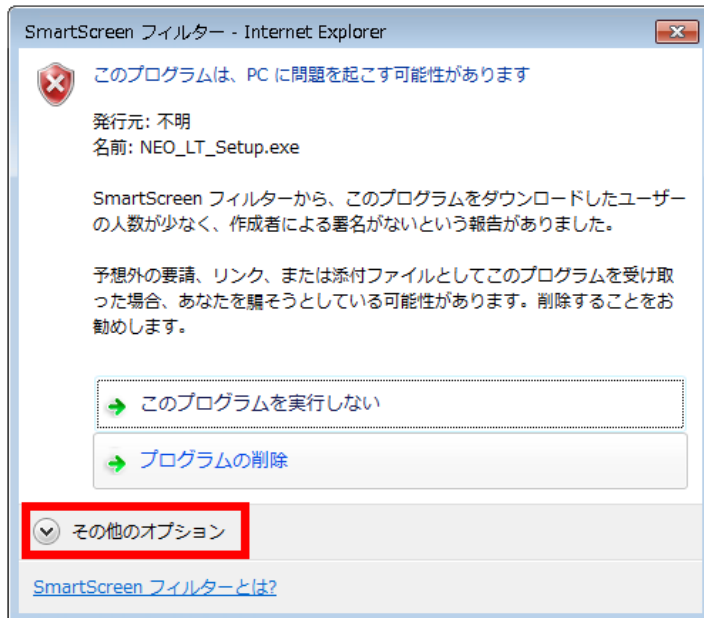 SmartScreen フィルター - Internet Explorer
このプログラムは、PC に問題を起こす可能性があります
発行元: 不明
名前: NEO_LT_Setup.exe
SmartScreen フィルターから、このプログラムをダウンロードしたユーザー
の人数が少なく、作成者による署名がないという報告がありました。
予想外の要請、リンク、または添付ファイルとしてこのプログラムを受け取
った場合、あなたを騙そうとしている可能性があります。削除することをお
勧めします。
このプログラムを実行しない
プログラムの削除
その他のオプション
SmartScreen フィルターとは?